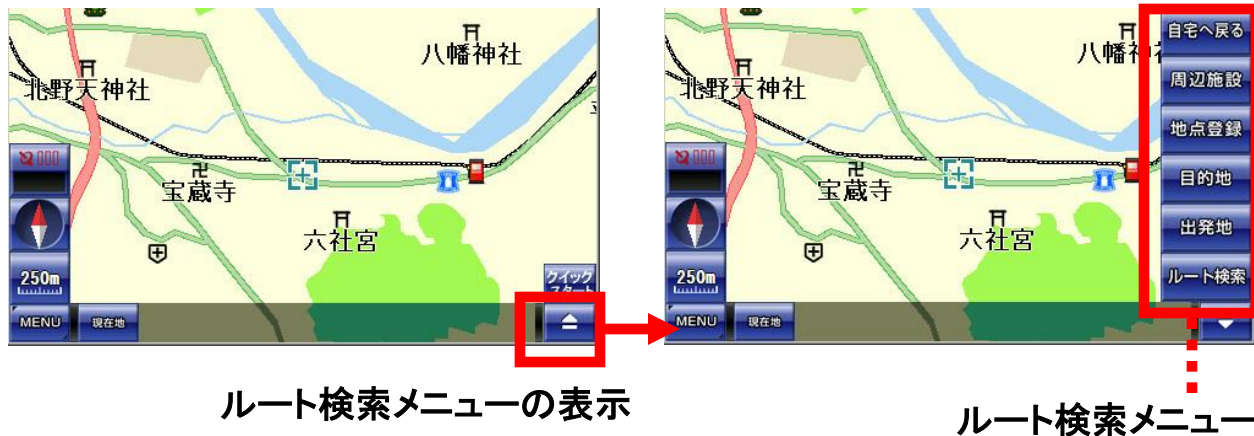 八幡神社
北野天神社
宝蔵寺
六社宮
250m
クイック
スタート
MENU
現在地
ルート検索メニューの表示
八幡神社
北野天神社
宝蔵寺
六社宮
250m
MENU
現在地
自宅へ戻る
周辺施設
地点登録
目的地
出発地
ルート検索
ルート検索メニュー